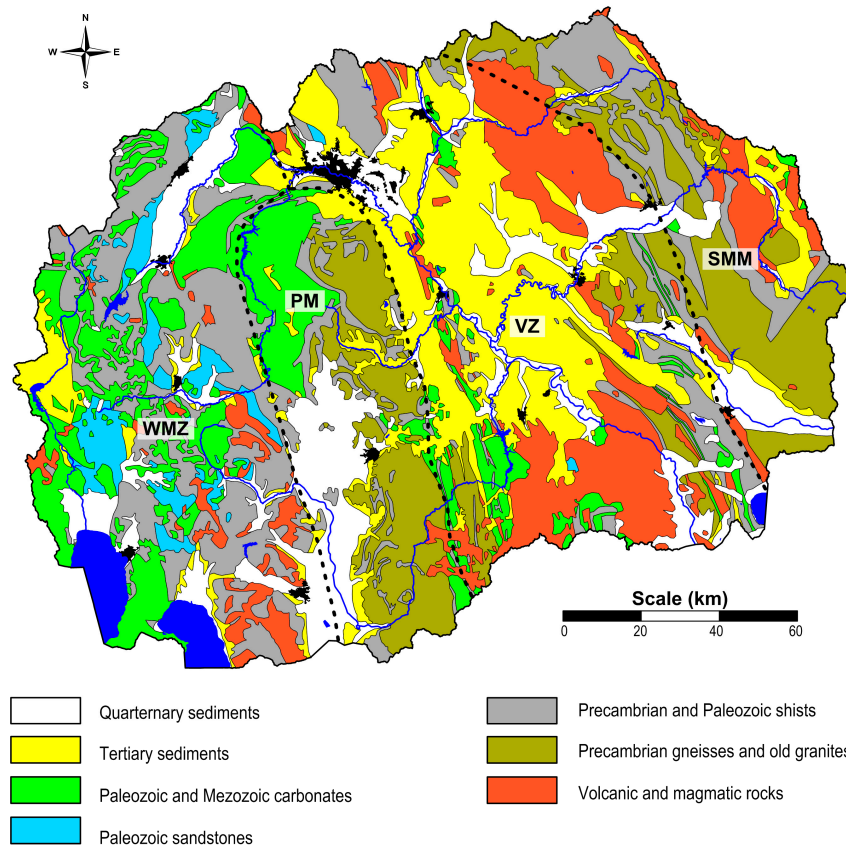 N
W E
S
SMM
PM
VZ
WMZ
Scale (km)
0 20 40 60
Quarternary sediments
Tertiary sediments
Paleozoic and Mezozoic carbonates
Paleozoic sandstones
Precambrian and Paleozoic shists
Precambrian gneisses and old granites
Volcanic and magmatic rocks